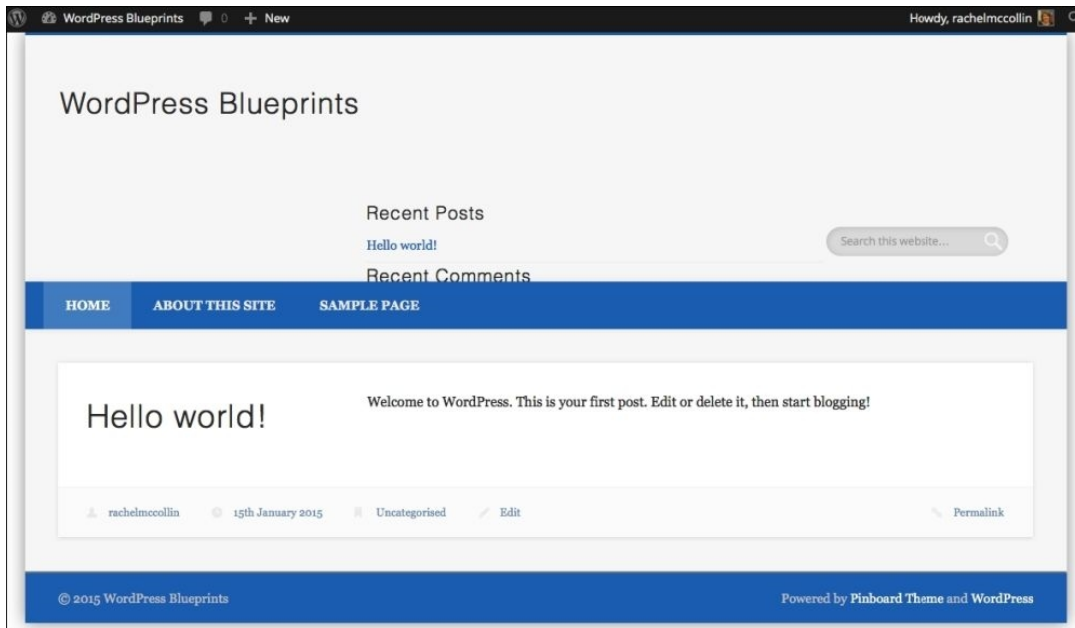 WordPress Blueprints 0 + New Howdy, rachelmccollin
WordPress Blueprints
Recent Posts
Hello world!
Search this website...
Recent Comments
HOME ABOUT THIS SITE SAMPLE PAGE
Hello world!
Welcome to WordPress. This is your first post. Edit or delete it, then start blogging!
rachelmccollin 15th January 2015 Uncategorised Edit Permalink
© 2015 WordPress Blueprints Powered by Pinboard Theme and WordPress